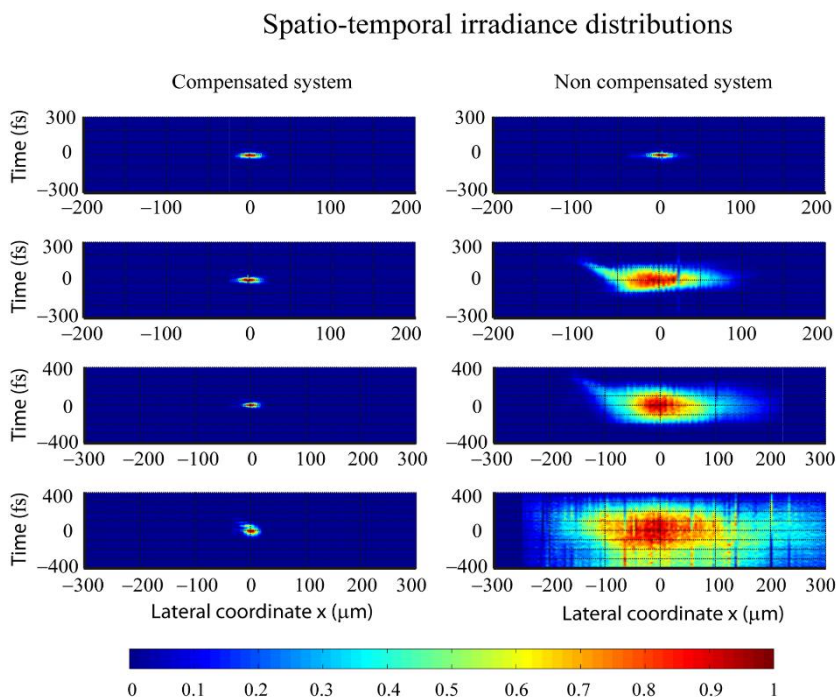 Spatio-temporal irradiance distributions
Compensated system
Non compensated system
Time (fs)
300
0
−300
−200 −100 0 100 200
300
0
−300
−200 −100 0 100 200
Time (fs)
300
0
−300
−200 −100 0 100 200
300
0
−300
−200 −100 0 100 200
Time (fs)
400
0
−400
−300 −200 −100 0 100 200 300
400
0
−400
−300 −200 −100 0 100 200 300
Time (fs)
400
0
−400
−300 −200 −100 0 100 200 300
Lateral coordinate x (μm)
400
0
−400
−300 −200 −100 0 100 200 300
Lateral coordinate x (μm)
0 0.1 0.2 0.3 0.4 0.5 0.6 0.7 0.8 0.9 1